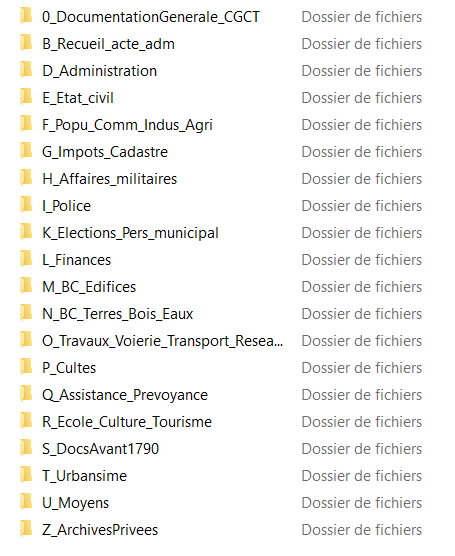 0_DocumentationGenerale_CGCT Dossier de fichiers
B_Recueil_acte_adm Dossier de fichiers
D_Administration Dossier de fichiers
E_Etat_civil Dossier de fichiers
F_Popu_Comm_Indus_Agri Dossier de fichiers
G_Impots_Cadastre Dossier de fichiers
H_Affaires_militaires Dossier de fichiers
I_Police Dossier de fichiers
K_Elections_Pers_municipal Dossier de fichiers
L_Finances Dossier de fichiers
M_BC_Edifices Dossier de fichiers
N_BC_Terres_Bois_Eaux Dossier de fichiers
O_Travaux_Voierie_Transport_Resea... Dossier de fichiers
P_Cultes Dossier de fichiers
Q_Assistance_Prevoyance Dossier de fichiers
R_Ecole_Culture_Tourisme Dossier de fichiers
S_DocsAvant1790 Dossier de fichiers
T_Urbansime Dossier de fichiers
U_Moyens Dossier de fichiers
Z_ArchivesPrivees Dossier de fichiers